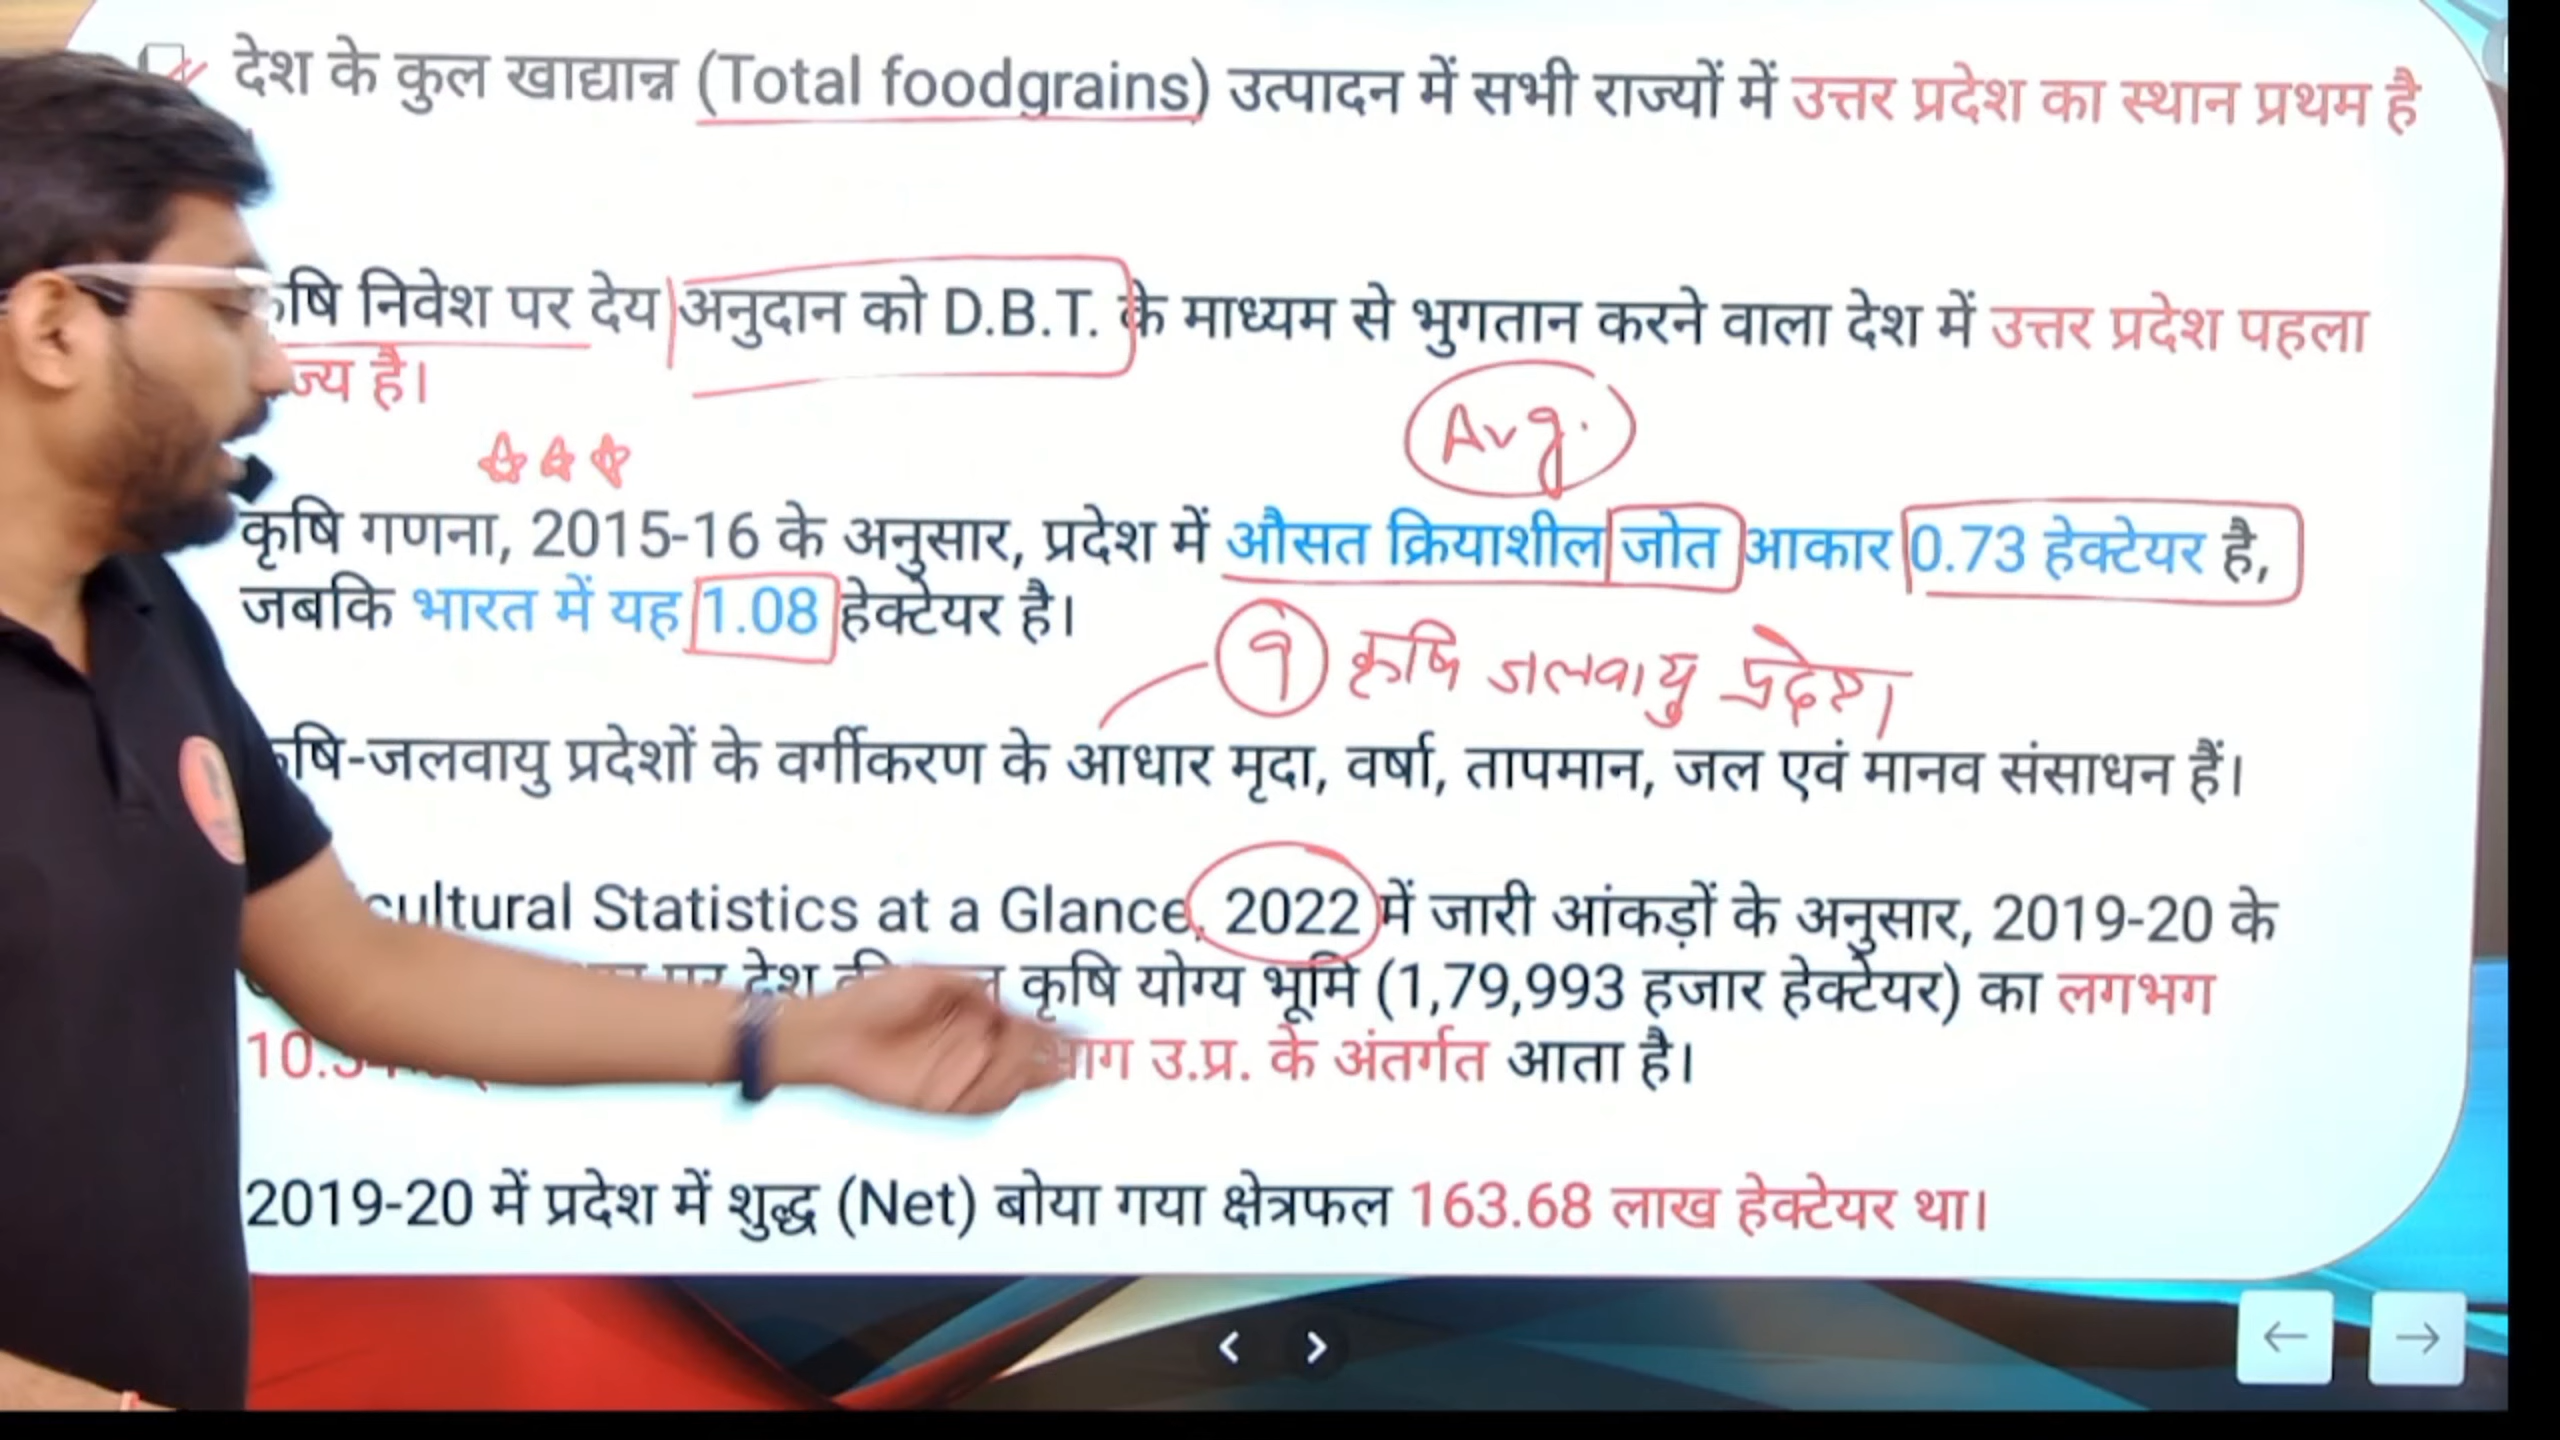 देश के कुल खाद्यान्न (Total foodgrains) उत्पादन में सभी राज्यों में उत्तर प्रदेश का स्थान प्रथम है
निवेश पर देय अनुदान को D.B.T. के माध्यम से भुगतान करने वाला देश में उत्तर प्रदेश पहला
है।
Avg.
कृषि गणना, 2015-16 के अनुसार, प्रदेश में औसत क्रियाशील जोत आकार 0.73 हेक्टेयर है,
जबकि भारत में यह 1.08 हेक्टेयर है।
9 कृषि जलवायु प्रदेश
जलवायु प्रदेशों के वर्गीकरण के आधार मृदा, वर्षा, तापमान, जल एवं मानव संसाधन हैं।
Statistics at a Glance, 2022 में जारी आंकड़ों के अनुसार, 2019-20 के
पर देश कृषि योग्य भूमि (1,79,993 हजार हेक्टेयर) का लगभग
उ.प्र. के अंतर्गत आता है।
2019-20 में प्रदेश में शुद्ध (Net) बोया गया क्षेत्रफल 163.68 लाख हेक्टेयर था।